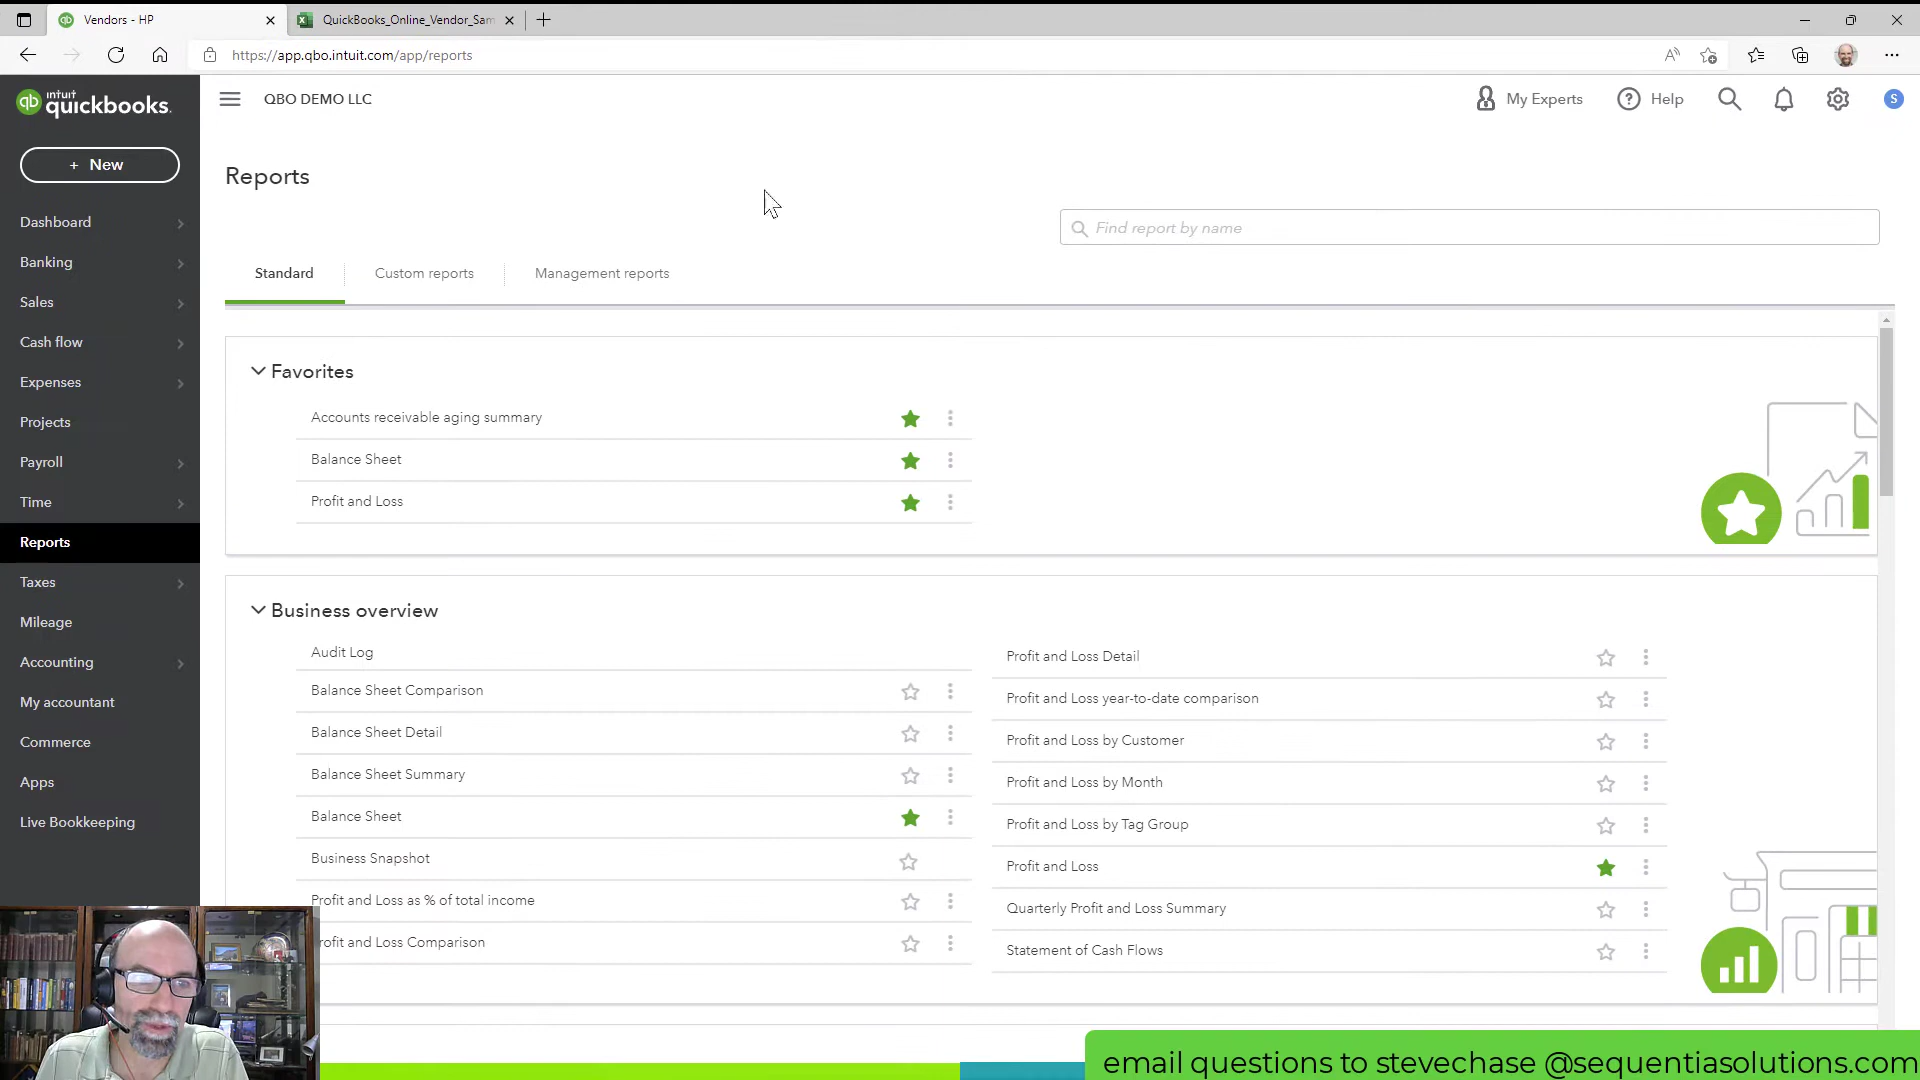 Vendors - HP
QuickBooks_Online_Vendor_Sam
https://app.qbo.intuit.com/app/reports
intuit
quickbooks.
QBO DEMO LLC
My Experts
Help
S
+ New
Dashboard
Banking
Sales
Cash flow
Expenses
Projects
Payroll
Time
Reports
Taxes
Mileage
Accounting
My accountant
Commerce
Apps
Live Bookkeeping
Reports
Find report by name
Standard
Custom reports
Management reports
Favorites
Accounts receivable aging summary
Balance Sheet
Profit and Loss
Business overview
Audit Log
Balance Sheet Comparison
Balance Sheet Detail
Balance Sheet Summary
Balance Sheet
Business Snapshot
Profit and Loss as % of total income
rofit and Loss Comparison
Profit and Loss Detail
Profit and Loss year-to-date comparison
Profit and Loss by Customer
Profit and Loss by Month
Profit and Loss by Tag Group
Profit and Loss
Quarterly Profit and Loss Summary
Statement of Cash Flows
email questions to stevechase @sequentiasolutions.com